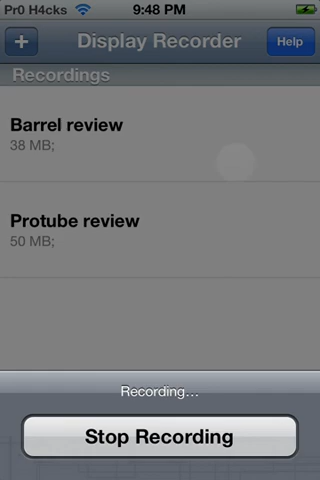 Pr0 H4cks 9:48 PM
+ Display Recorder Help
Recordings
Barrel review
38 MB;
Protube review
50 MB;
Recording...
Stop Recording